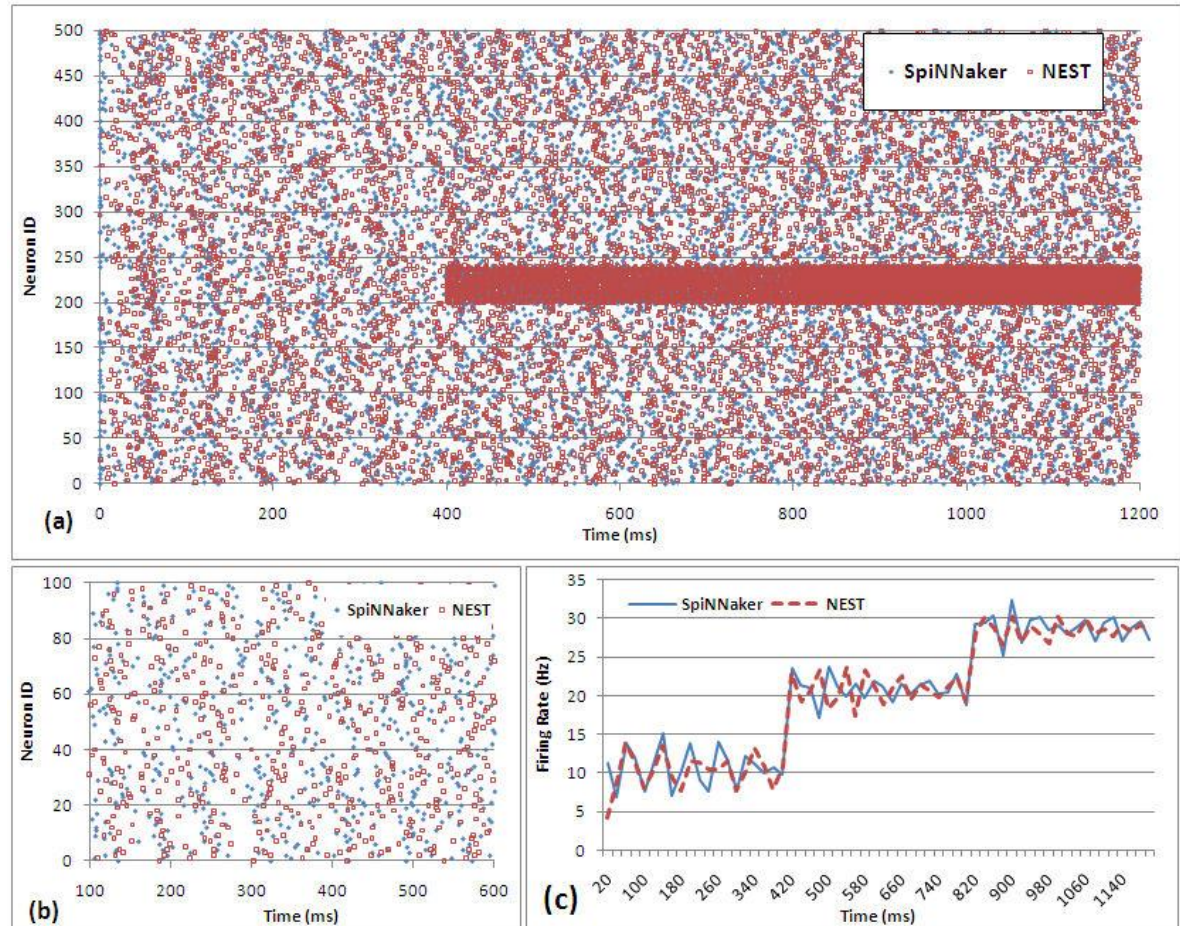 500
450
400
350
300
250
200
150
100
50
0
Neuron ID
SpiNNaker NEST
0 200 400 600 800 1000 1200
Time (ms)
(a)
100
80
60
40
20
0
Neuron ID
SpiNNaker NEST
100 200 300 400 500 600
Time (ms)
(b)
35
30
25
20
15
10
5
0
Firing Rate (Hz)
SpiNNaker NEST
20 100 180 260 340 420 500 580 660 740 820 900 980 1060 1140
Time (ms)
(c)